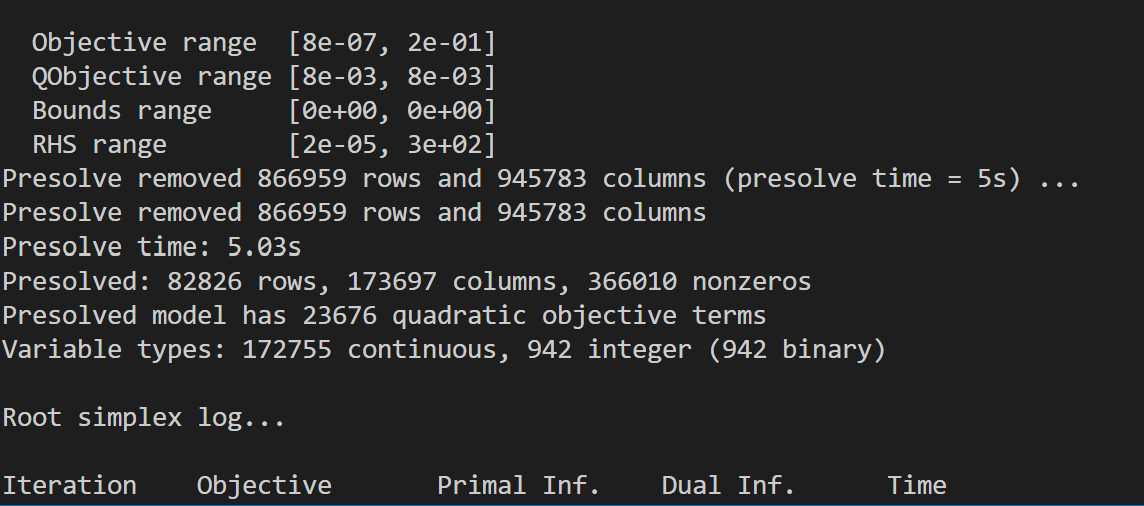 Objective range  [8e-07, 2e-01]
QObjective range [8e-03, 8e-03]
Bounds range     [0e+00, 0e+00]
RHS range        [2e-05, 3e+02]
Presolve removed 866959 rows and 945783 columns (presolve time = 5s) ...
Presolve removed 866959 rows and 945783 columns
Presolve time: 5.03s
Presolved: 82826 rows, 173697 columns, 366010 nonzeros
Presolved model has 23676 quadratic objective terms
Variable types: 172755 continuous, 942 integer (942 binary)
Root simplex log...
Iteration    Objective       Primal Inf.    Dual Inf.      Time